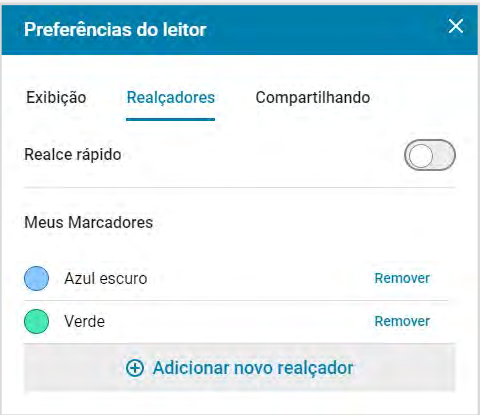 Preferências do leitor
Exibição Realçadores Compartilhando
Realce rápido
Meus Marcadores
Azul escuro Remover
Verde Remover
Adicionar novo realçador